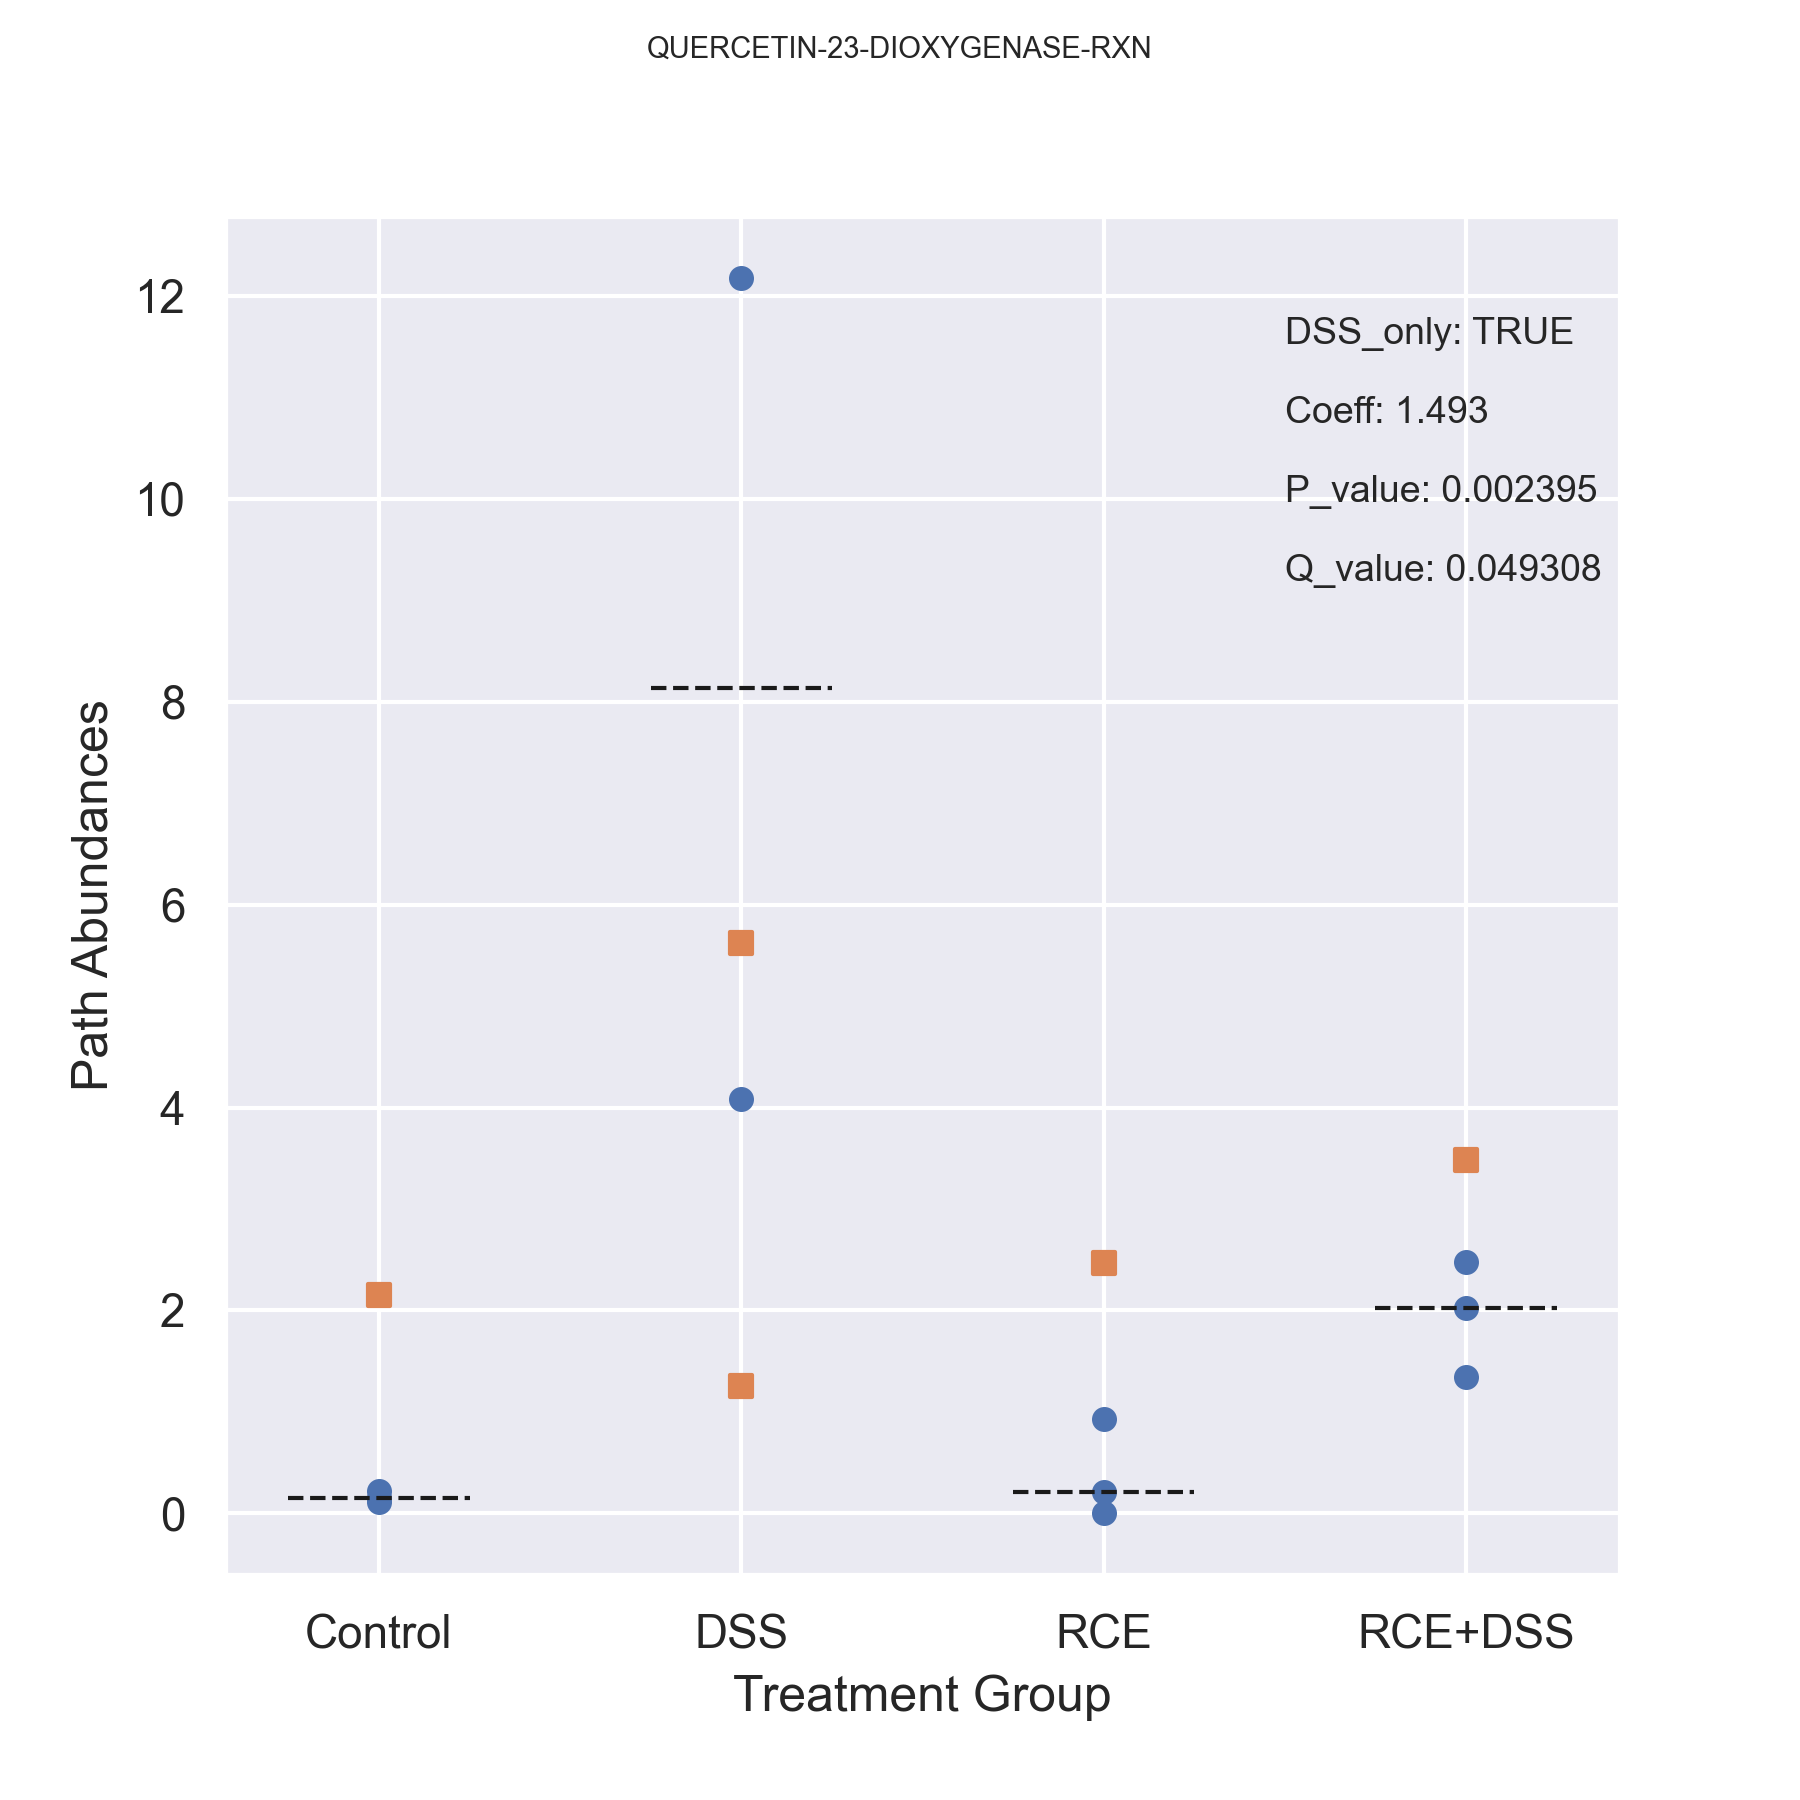 QUERCETIN-23-DIOXYGENASE-RXN
12
10
8
6
4
2
0
Path Abundances
DSS_only: TRUE
Coeff: 1.493
P_value: 0.002395
Q_value: 0.049308
Control DSS RCE RCE+DSS
Treatment Group